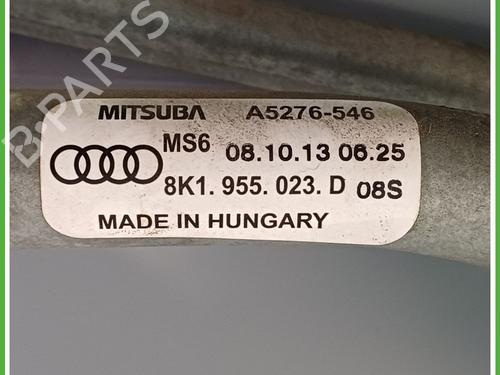 B-PARTS
MITSUBA A5276-546
MS6 08.10.13 06.25
8K1.955.023.D 08S
MADE IN HUNGARY